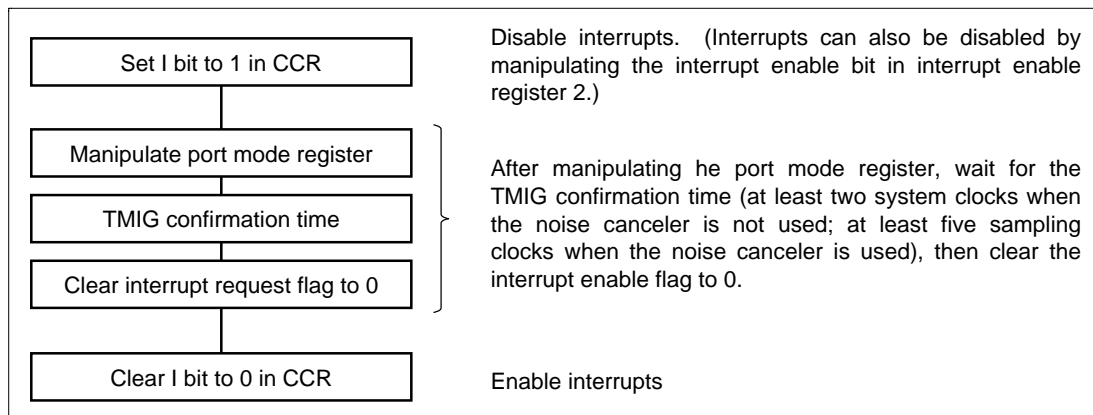 Set I bit to 1 in CCR
Disable interrupts. (Interrupts can also be disabled by
manipulating the interrupt enable bit in interrupt enable
register 2.)
Manipulate port mode register
TMIG confirmation time
Clear interrupt request flag to 0
After manipulating he port mode register, wait for the
TMIG confirmation time (at least two system clocks when
the noise canceler is not used; at least five sampling
clocks when the noise canceler is used), then clear the
interrupt enable flag to 0.
Clear I bit to 0 in CCR
Enable interrupts